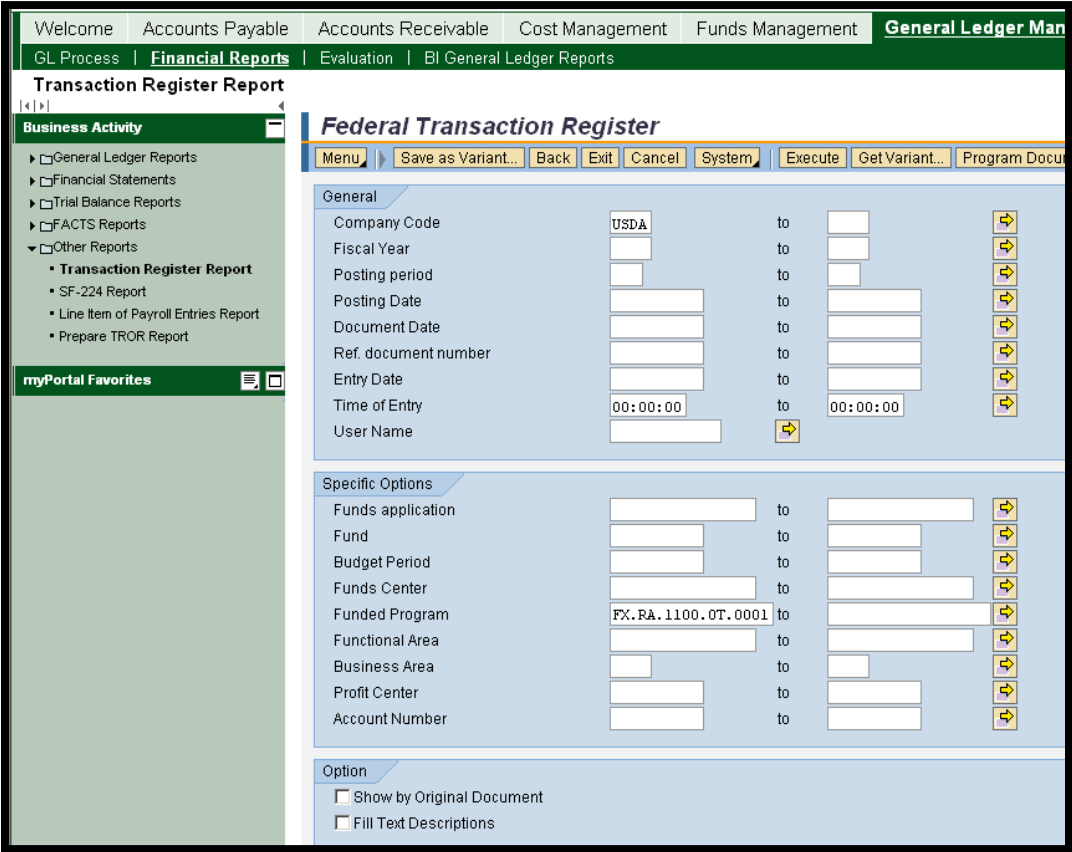 Welcome Accounts Payable Accounts Receivable Cost Management Funds Management General Ledger Man
GL Process | Financial Reports | Evaluation | BI General Ledger Reports
Transaction Register Report
Business Activity
General Ledger Reports
Financial Statements
Trial Balance Reports
FACTS Reports
Other Reports
Transaction Register Report
SF-224 Report
Line Item of Payroll Entries Report
Prepare TROR Report
myPortal Favorites
Federal Transaction Register
Menu Save as Variant... Back Exit Cancel System Execute Get Variant... Program Docu
General
Company Code USDA to
Fiscal Year to
Posting period to
Posting Date to
Document Date to
Ref. document number to
Entry Date to
Time of Entry 00:00:00 to 00:00:00
User Name
Specific Options
Funds application to
Fund to
Budget Period to
Funds Center to
Funded Program FX.RA.1100.0T.0001 to
Functional Area to
Business Area to
Profit Center to
Account Number to
Option
Show by Original Document
Fill Text Descriptions